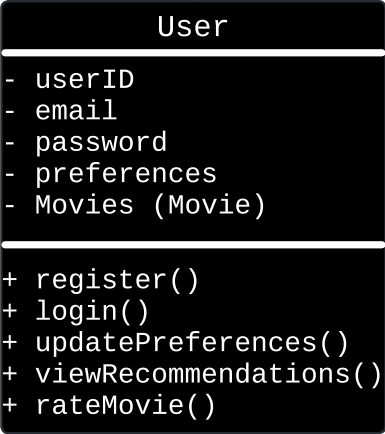 User
- userID
- email
- password
- preferences
- Movies (Movie)
+ register()
+ login()
+ updatePreferences()
+ viewRecommendations()
+ rateMovie()